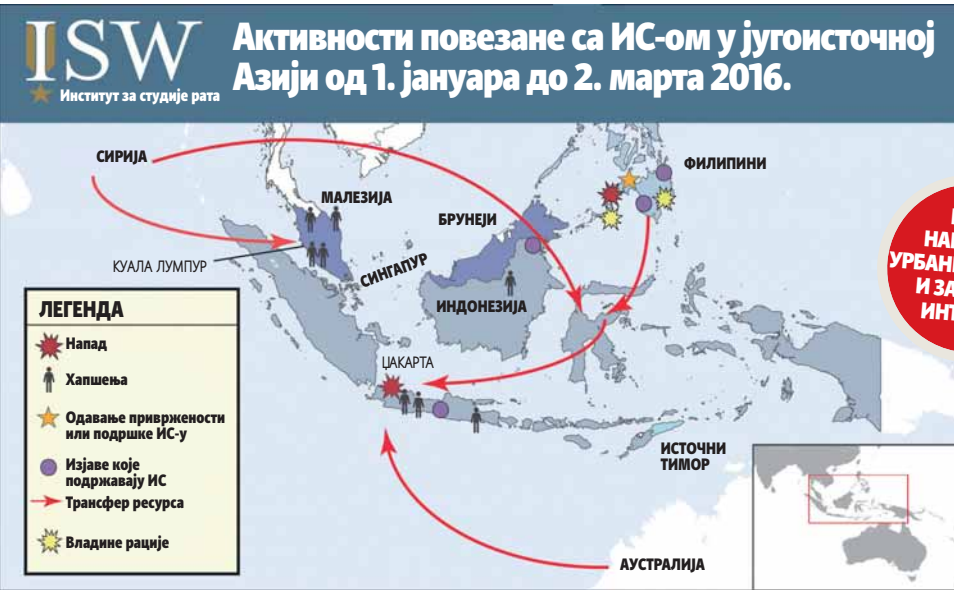 ISW
Институт за студије рата
Активности повезане са ИС-ом у југоисточној
Азији од 1. јануара до 2. марта 2016.
СИРИЈА
ФИЛИПИНИ
МАЛЕЗИЈА
БРУНЕЈИ
КУАЛА ЛУМПУР
СИНГАПУР
ИНДОНЕЗИЈА
ЏАКАРТА
ИСТОЧНИ
ТИМОР
АУСТРАЛИЈА
ЛЕГЕНДА
Напад
Хапшења
Одавање привржености
или подршке ИС-у
Изјаве које
подржавају ИС
Трансфер ресурса
Владине рације
И ЗА